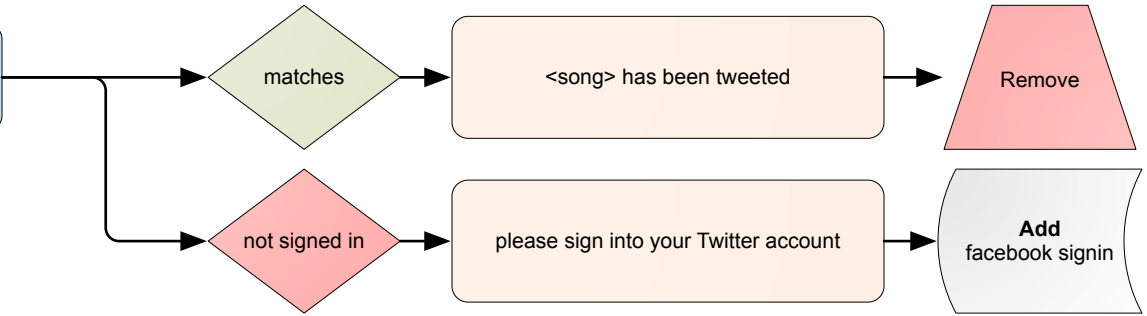 matches
<song> has been tweeted
Remove
not signed in
please sign into your Twitter account
Add
facebook signin